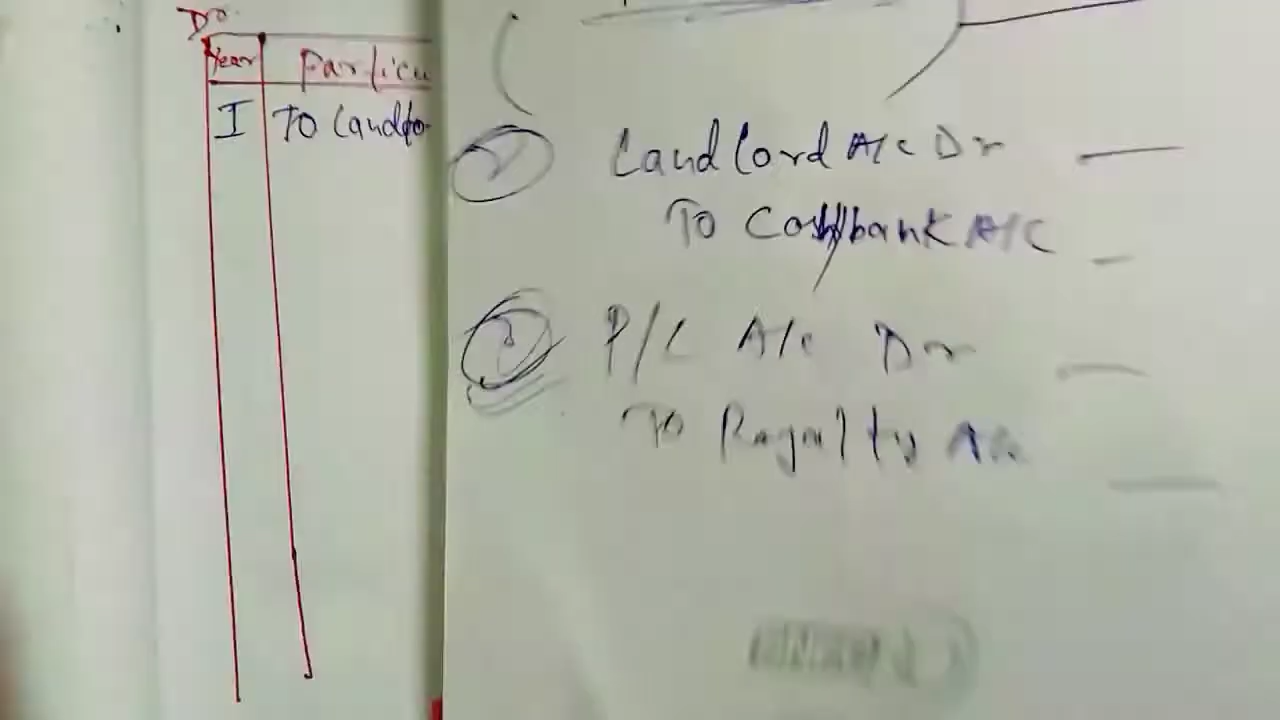 Dr
Year Particu
I To Landlo
Landlord A/c Dr
To Cash/bank A/C
P/L A/c Dr
To Royalty A/c